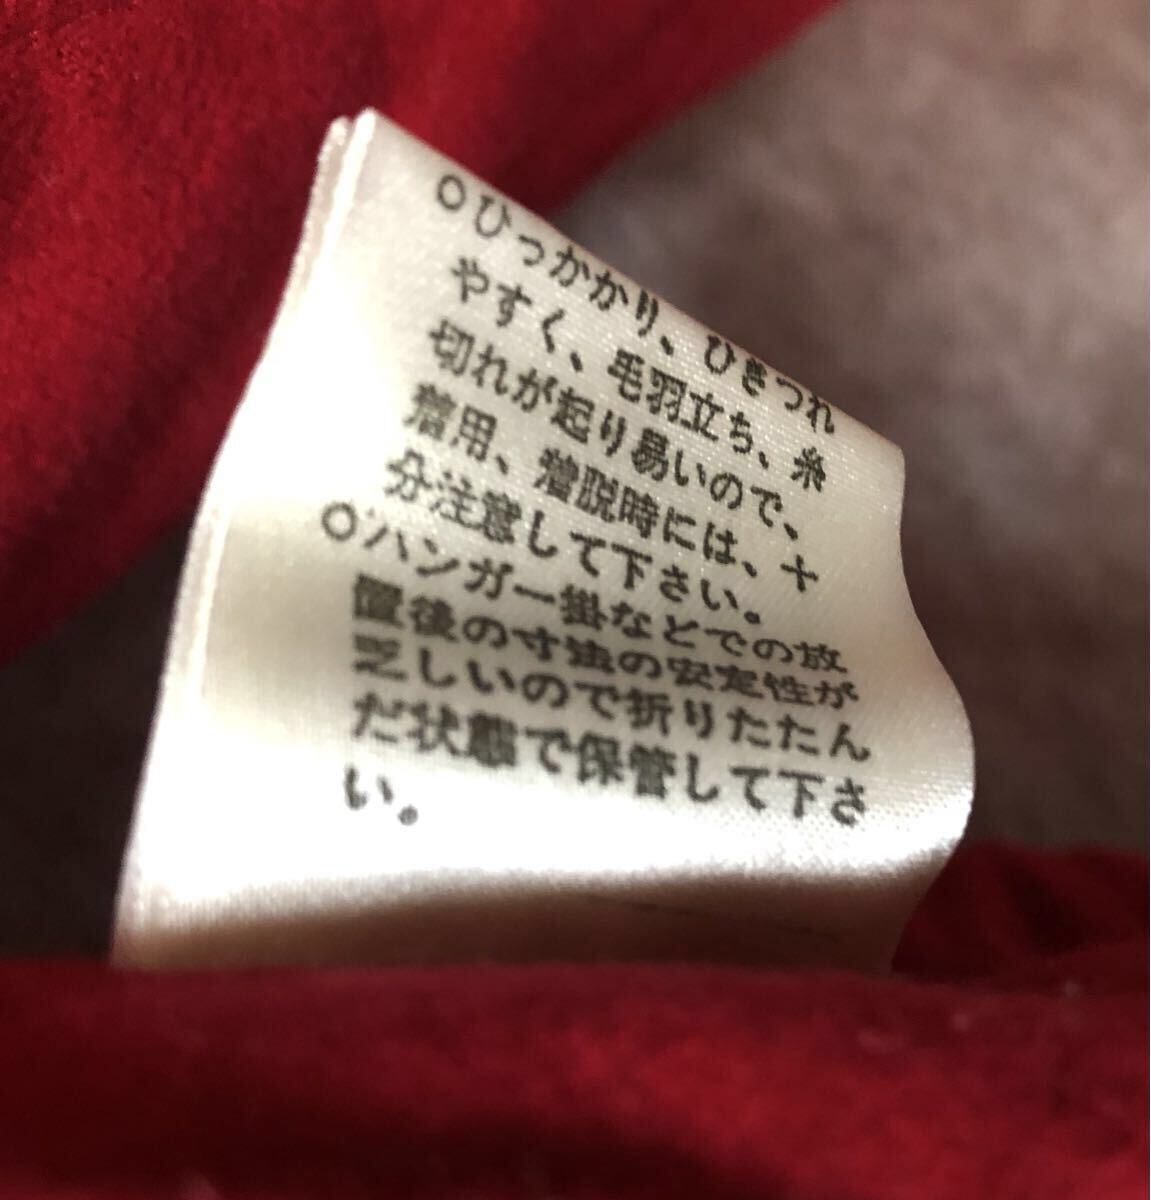 ○ひっかかり、ひきつれ
やすく、毛羽立ち、糸
切れが起り易いので、
着用、着脱時には、十
分注意して下さい。
○ハンガー掛などでの放
置後の寸法の安定性が
乏しいので折りたたん
だ状態で保管して下さ
い。